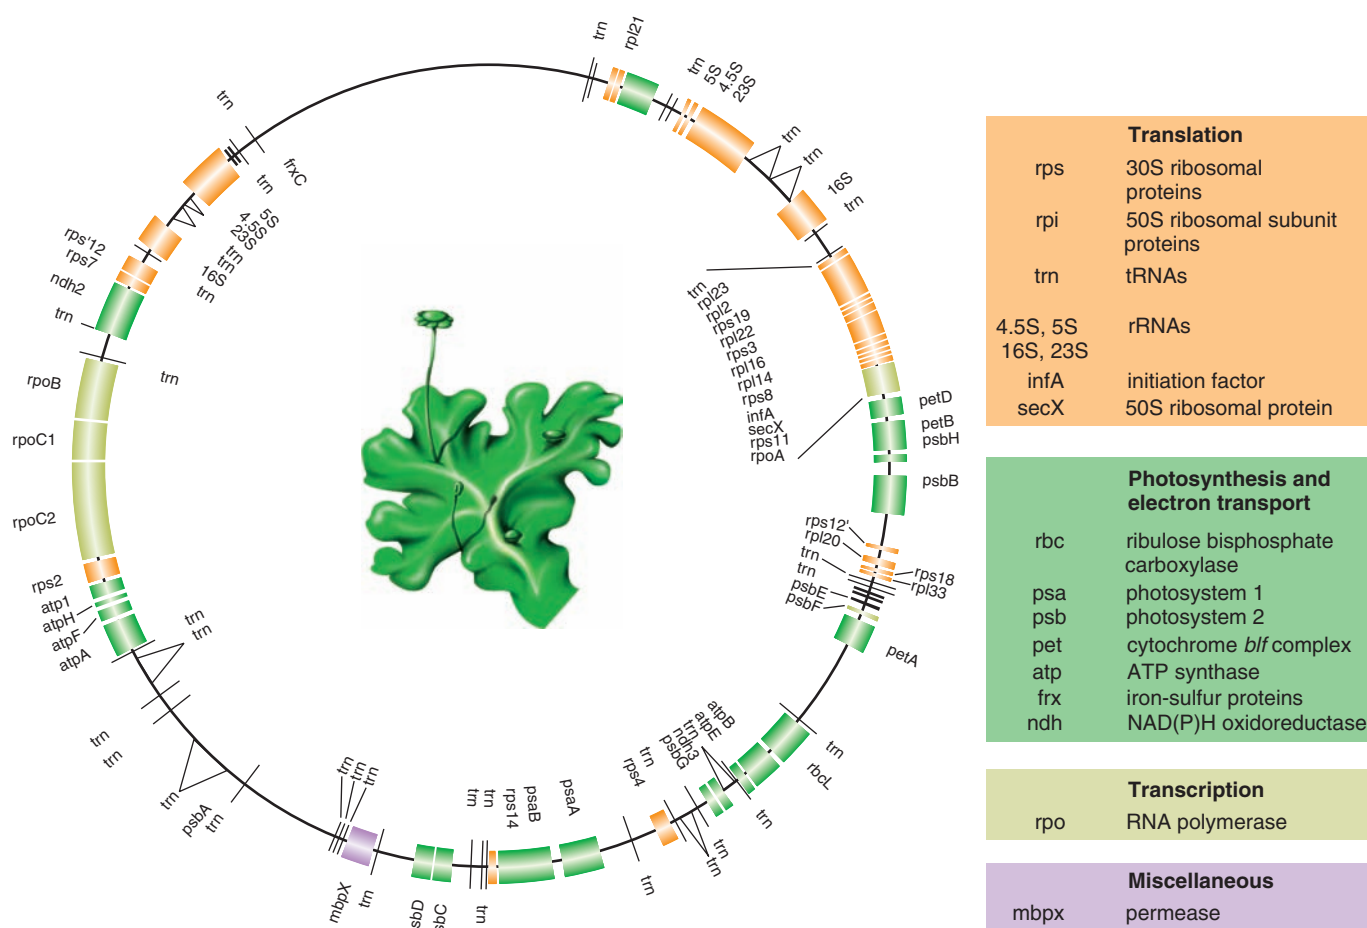 trn
rpl21
trn
5S
4.5S
23S
trn
trn
16S
trn
trn
frxC
trn
5S
4.5S
23S
trn
trn
16S
trn
rps'12
rps7
ndh2
trn
trn
rpoB
rpoC1
rpoC2
rps2
atp1
atpH
atpF
atpA
trn
trn
trn
trn
trn
psbA
trn
trn
trn
trn
mbpX
trn
sbD
sbC
trn
trn
trn
rps14
psaB
psaA
trn
rps4
trn
trn
trn
psbG
ndh3
trn
atpE
atpB
trn
rbcL
trn
petA
psbF
psbE
trn
trn
rpl20
rps12'
rps18
rpl33
psbB
psbH
petB
petD
trn
rpl23
rpl2
rps19
rpl22
rps3
rpl16
rpl14
rps8
infA
secX
rps11
rpoA
Translation
rps 30S ribosomal
proteins
rpi 50S ribosomal subunit
proteins
trn tRNAs
4.5S, 5S rRNAs
16S, 23S
infA initiation factor
secX 50S ribosomal protein
Photosynthesis and
electron transport
rbc ribulose bisphosphate
carboxylase
psa photosystem 1
psb photosystem 2
pet cytochrome blf complex
atp ATP synthase
frx iron-sulfur proteins
ndh NAD(P)H oxidoreductase
Transcription
rpo RNA polymerase
Miscellaneous
mbpx permease